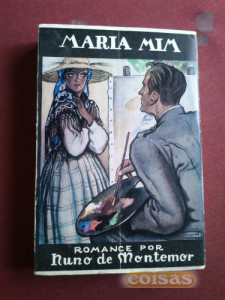 MARIA MIM
ROMANCE POR
Nuno de Montemor
coisas